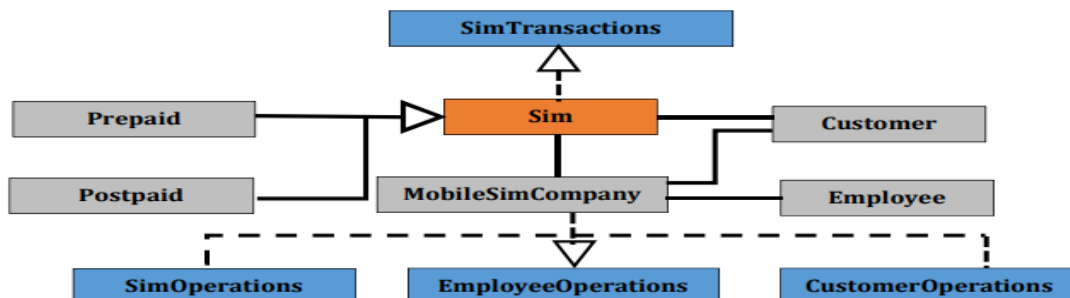 SimTransactions
Prepaid
Sim
Customer
Postpaid
MobileSimCompany
Employee
SimOperations
EmployeeOperations
CustomerOperations